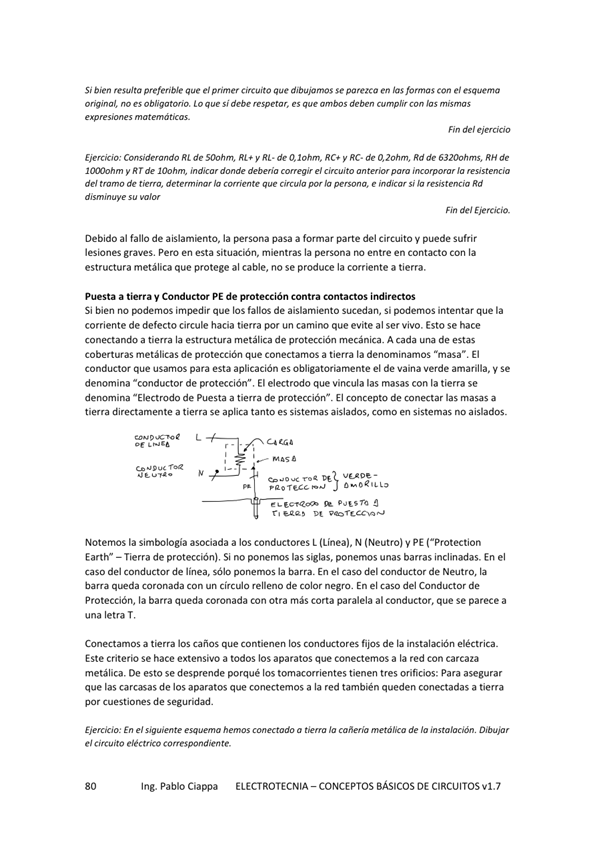 Si bien resulta preferible que el primer circuito que dibujamos se parezca en las formas con el esquema
original, no es obligatorio. Lo que sí debe respetar, es que ambos deben cumplir con las mismas
expresiones matemáticas.
Fin del ejercicio
Ejercicio: Considerando RL de 50ohm, RL+ y RL- de 0,1ohm, RC+ y RC- de 0,2ohm, Rd de 6320ohms, RH de
1000ohm y RT de 10ohm, indicar donde debería corregir el circuito anterior para incorporar la resistencia
del tramo de tierra, determinar la corriente que circula por la persona, e indicar si la resistencia Rd
disminuye su valor
Fin del Ejercicio.
Debido al fallo de aislamiento, la persona pasa a formar parte del circuito y puede sufrir
lesiones graves. Pero en esta situación, mientras la persona no entre en contacto con la
estructura metálica que protege al cable, no se produce la corriente a tierra.
Puesta a tierra y Conductor PE de protección contra contactos indirectos
Si bien no podemos impedir que los fallos de aislamiento sucedan, si podemos intentar que la
corriente de defecto circule hacia tierra por un camino que evite al ser vivo. Esto se hace
conectando a tierra la estructura metálica de protección mecánica. A cada una de estas
coberturas metálicas de protección que conectamos a tierra la denominamos “masa”. El
conductor que usamos para esta aplicación es obligatoriamente el de vaina verde amarilla, y se
denomina “conductor de protección”. El electrodo que vincula las masas con la tierra se
denomina “Electrodo de Puesta a tierra de protección”. El concepto de conectar las masas a
tierra directamente a tierra se aplica tanto es sistemas aislados, como en sistemas no aislados.
CONDUCTOR DE LINEA L CARGA
MASA
CONDUCTOR NEUTRO N
PE CONDUCTOR DE PROTECCION } VERDE-AMARILLO
ELECTRODO DE PUESTA A
TIERRA DE PROTECCION
Notemos la simbología asociada a los conductores L (Línea), N (Neutro) y PE (“Protection
Earth” – Tierra de protección). Si no ponemos las siglas, ponemos unas barras inclinadas. En el
caso del conductor de línea, sólo ponemos la barra. En el caso del conductor de Neutro, la
barra queda coronada con un círculo relleno de color negro. En el caso del Conductor de
Protección, la barra queda coronada con otra más corta paralela al conductor, que se parece a
una letra T.
Conectamos a tierra los caños que contienen los conductores fijos de la instalación eléctrica.
Este criterio se hace extensivo a todos los aparatos que conectemos a la red con carcaza
metálica. De esto se desprende porqué los tomacorrientes tienen tres orificios: Para asegurar
que las carcasas de los aparatos que conectemos a la red también queden conectadas a tierra
por cuestiones de seguridad.
Ejercicio: En el siguiente esquema hemos conectado a tierra la cañería metálica de la instalación. Dibujar
el circuito eléctrico correspondiente.
80 Ing. Pablo Ciappa ELECTROTECNIA – CONCEPTOS BÁSICOS DE CIRCUITOS v1.7